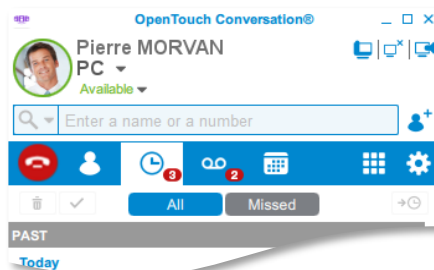 OpenTouch Conversation®
Pierre MORVAN
PC
Available
Enter a name or a number
3
2
All
Missed
PAST
Today